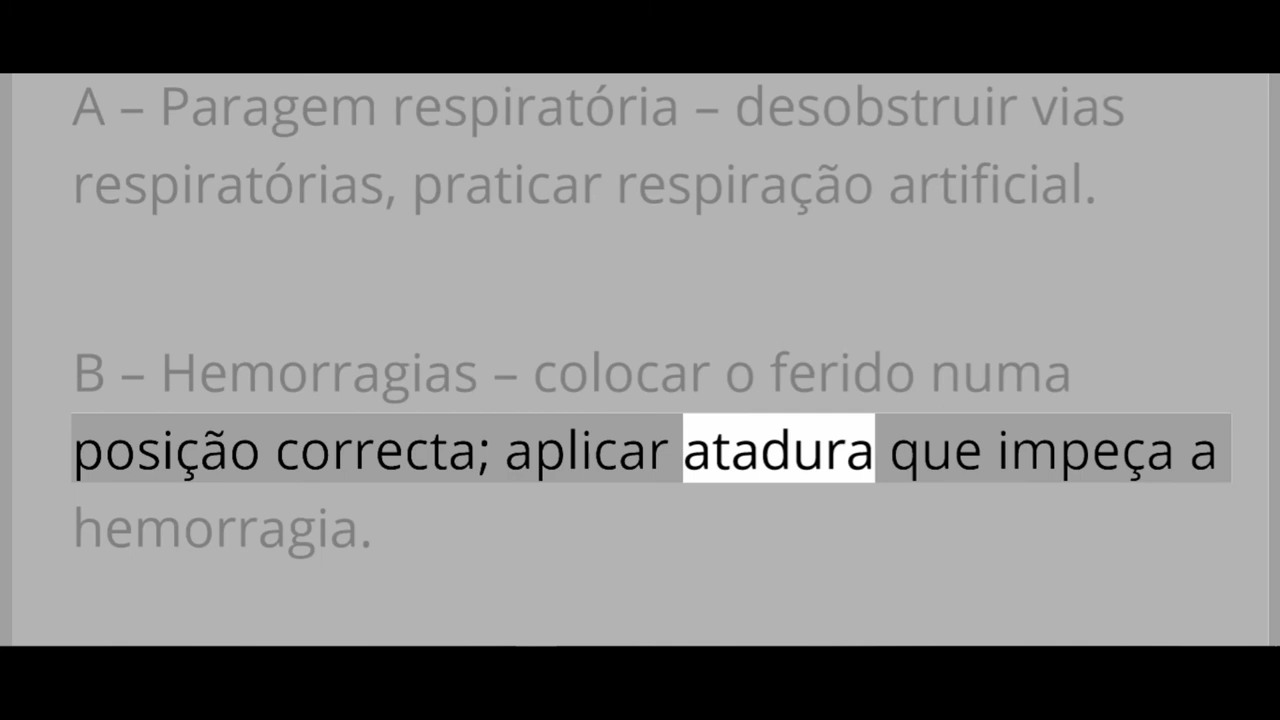 A – Paragem respiratória – desobstruir vias
respiratórias, praticar respiração artificial.
B – Hemorragias – colocar o ferido numa
posição correcta; aplicar atadura que impeça a
hemorragia.